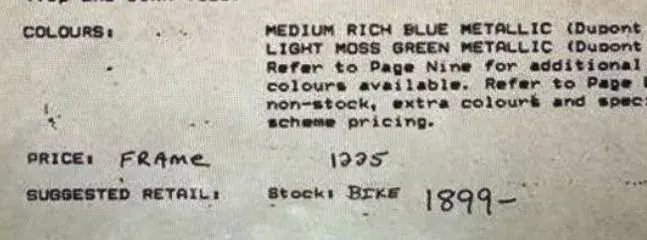 COLOURS: MEDIUM RICH BLUE METALLIC (Dupont
LIGHT MOSS GREEN METALLIC (Dupont
Refer to Page Nine for additional
colours available. Refer to Page
non-stock, extra colours and spec
scheme pricing.
PRICE: FRAME 1225
SUGGESTED RETAIL: Stock: BIKE 1899-